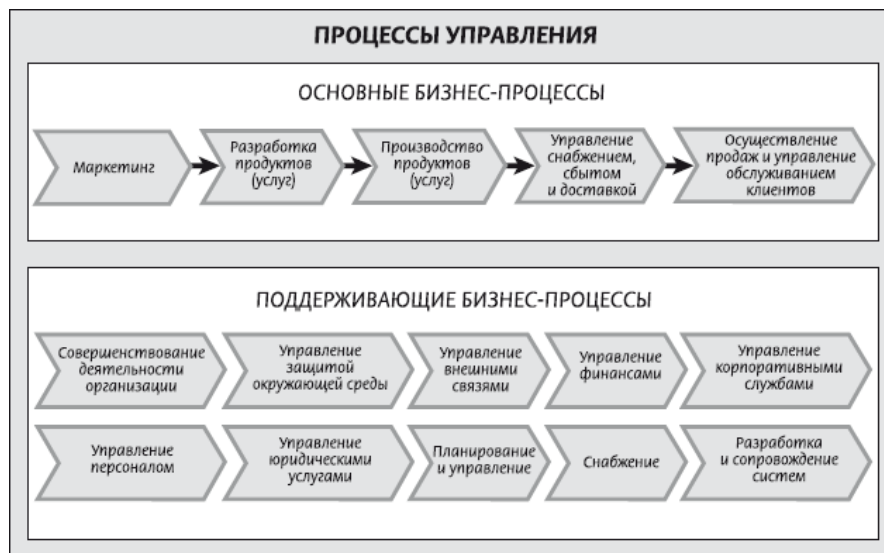 ПРОЦЕССЫ УПРАВЛЕНИЯ
ОСНОВНЫЕ БИЗНЕС-ПРОЦЕССЫ
Маркетинг
Разработка
продуктов
(услуг)
Производство
продуктов
(услуг)
Управление
снабжением,
сбытом
и доставкой
Осуществление
продаж и управление
обслуживанием
клиентов
ПОДДЕРЖИВАЮЩИЕ БИЗНЕС-ПРОЦЕССЫ
Совершенствование
деятельности
организации
Управление
защитой
окружающей среды
Управление
внешними
связями
Управление
финансами
Управление
корпоративными
службами
Управление
персоналом
Управление
юридическими
услугами
Планирование
и управление
Снабжение
Разработка
и сопровождение
систем